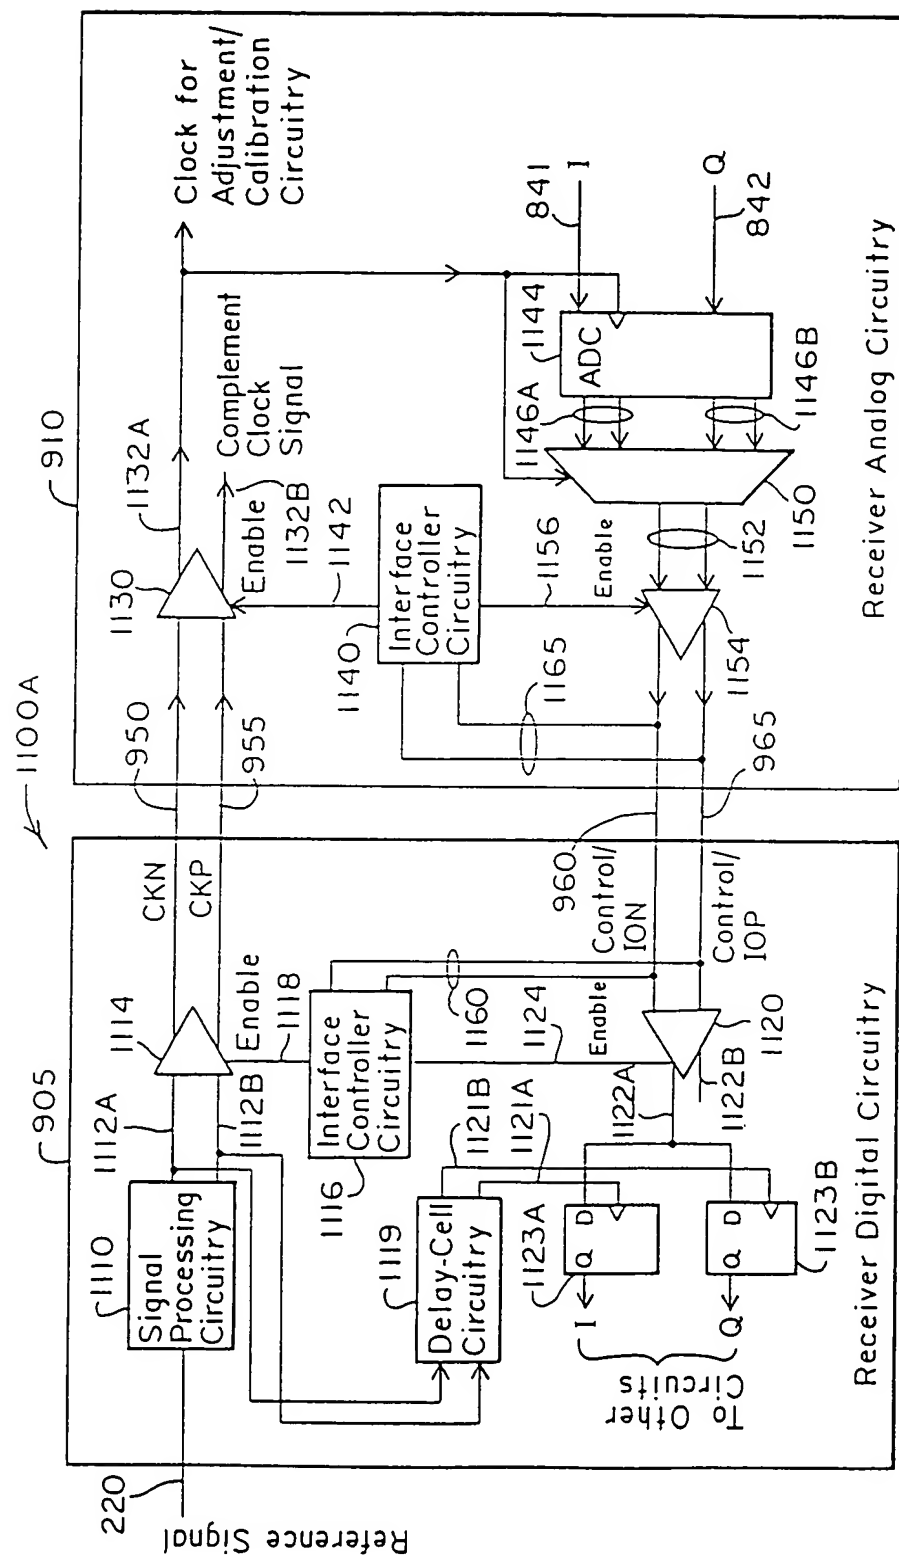 1100A
905
910
Reference Signal
220
1110
Signal
Processing
Circuitry
1112A
1112B
1114
CKN
CKP
950
955
1130
1132A
Clock for
Adjustment/
Calibration
Circuitry
Complement
Clock
Signal
1132B
Enable
1118
Enable
1142
Interface
Controller
Circuitry
1116
1140
Interface
Controller
Circuitry
1119
Delay-Cell
Circuitry
1121B
1121A
1124
Enable
1160
1165
1156
Enable
1123A
Q D
I
Q D
Q
1123B
To Other
Circuits
1122A
1122B
1120
Control/
ION
Control/
IOP
960
965
1154
1152
1150
1146A
1146B
ADC
1144
841
I
Q
842
Receiver Digital Circuitry
Receiver Analog Circuitry